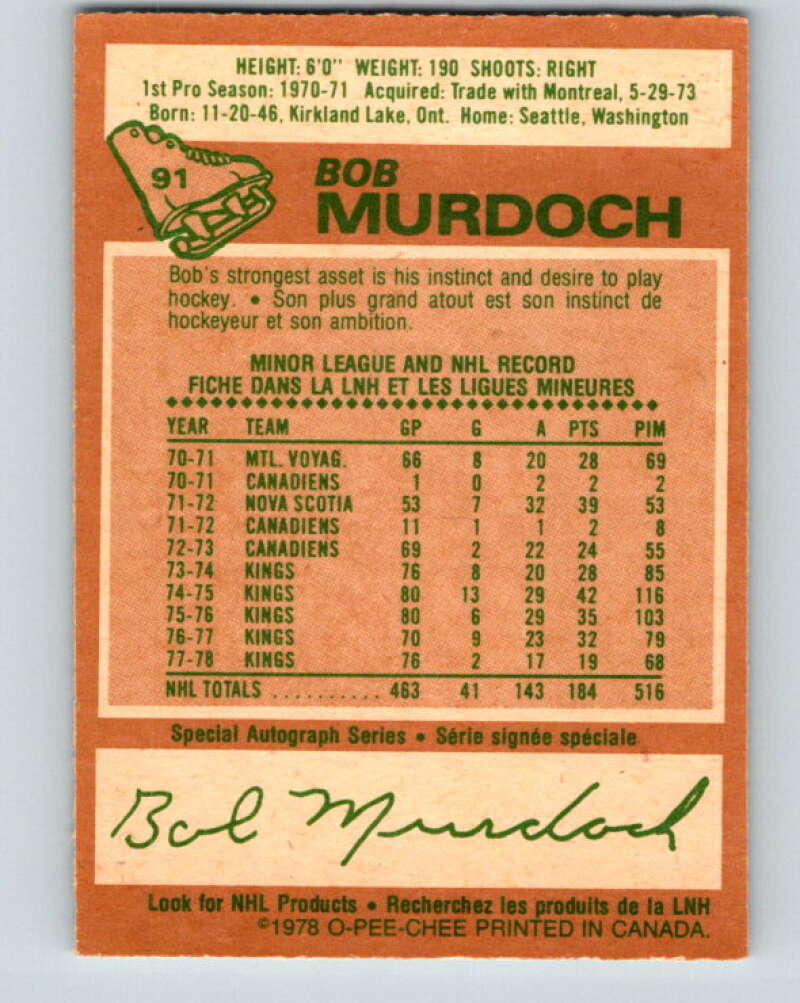 HEIGHT: 6'0" WEIGHT: 190 SHOOTS: RIGHT
1st Pro Season: 1970-71 Acquired: Trade with Montreal, 5-29-73
Born: 11-20-46, Kirkland Lake, Ont. Home: Seattle, Washington
91
BOB
MURDOCH
Bob's strongest asset is his instinct and desire to play
hockey. • Son plus grand atout est son instinct de
hockeyeur et son ambition.
MINOR LEAGUE AND NHL RECORD
FICHE DANS LA LNH ET LES LIGUES MINEURES
YEAR TEAM GP G A PTS PIM
70-71 MTL. VOYAG. 66 8 20 28 69
70-71 CANADIENS 1 0 2 2 2
71-72 NOVA SCOTIA 53 7 32 39 53
71-72 CANADIENS 11 1 1 2 8
72-73 CANADIENS 69 2 22 24 55
73-74 KINGS 76 8 20 28 85
74-75 KINGS 80 13 29 42 116
75-76 KINGS 80 6 29 35 103
76-77 KINGS 70 9 23 32 79
77-78 KINGS 76 2 17 19 68
NHL TOTALS .......... 463 41 143 184 516
Special Autograph Series • Série signée spéciale
Bob Murdoch
Look for NHL Products • Recherchez les produits de la LNH
©1978 O-PEE-CHEE PRINTED IN CANADA.